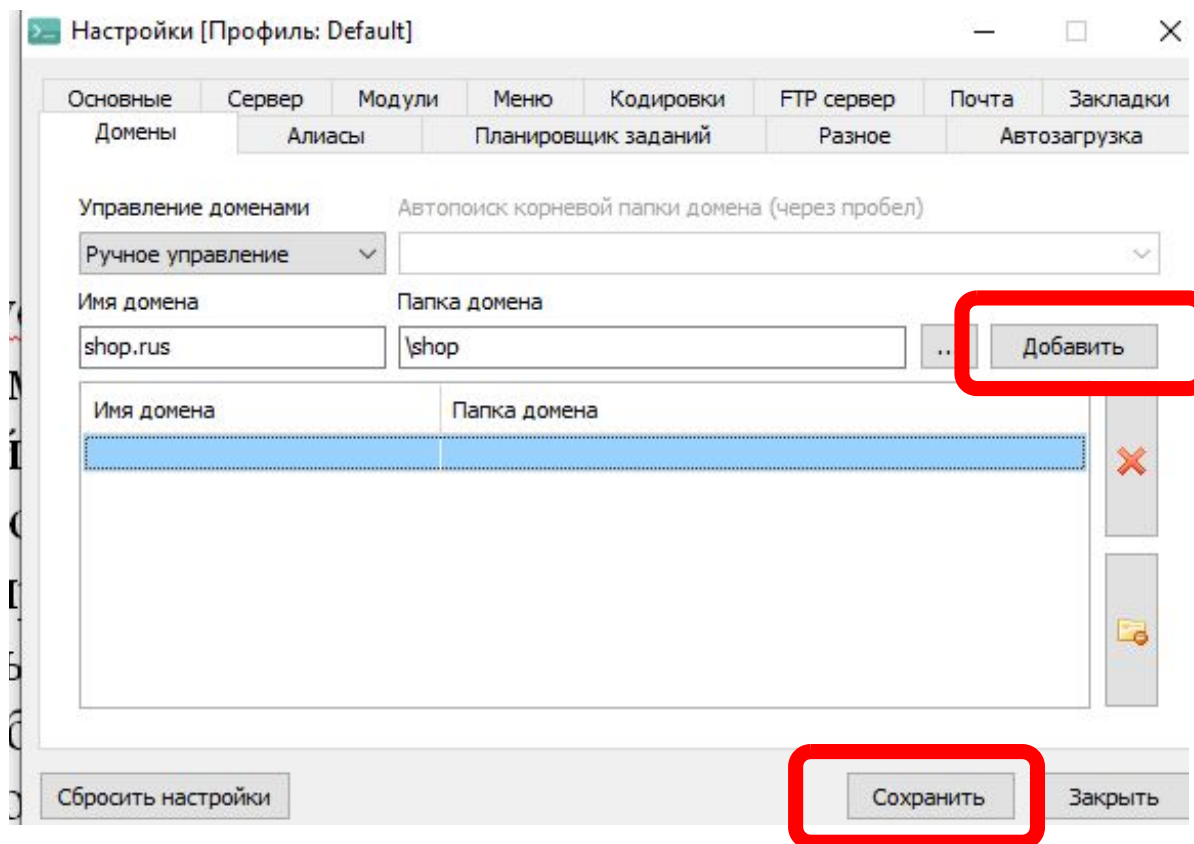 Настройки [Профиль: Default]
Основные Сервер Модули Меню Кодировки FTP сервер Почта Закладки
Домены Алиасы Планировщик заданий Разное Автозагрузка
Управление доменами Автопоиск корневой папки домена (через пробел)
Ручное управление
Имя домена Папка домена
shop.rus \shop ... Добавить
Имя домена Папка домена
Сбросить настройки Сохранить Закрыть